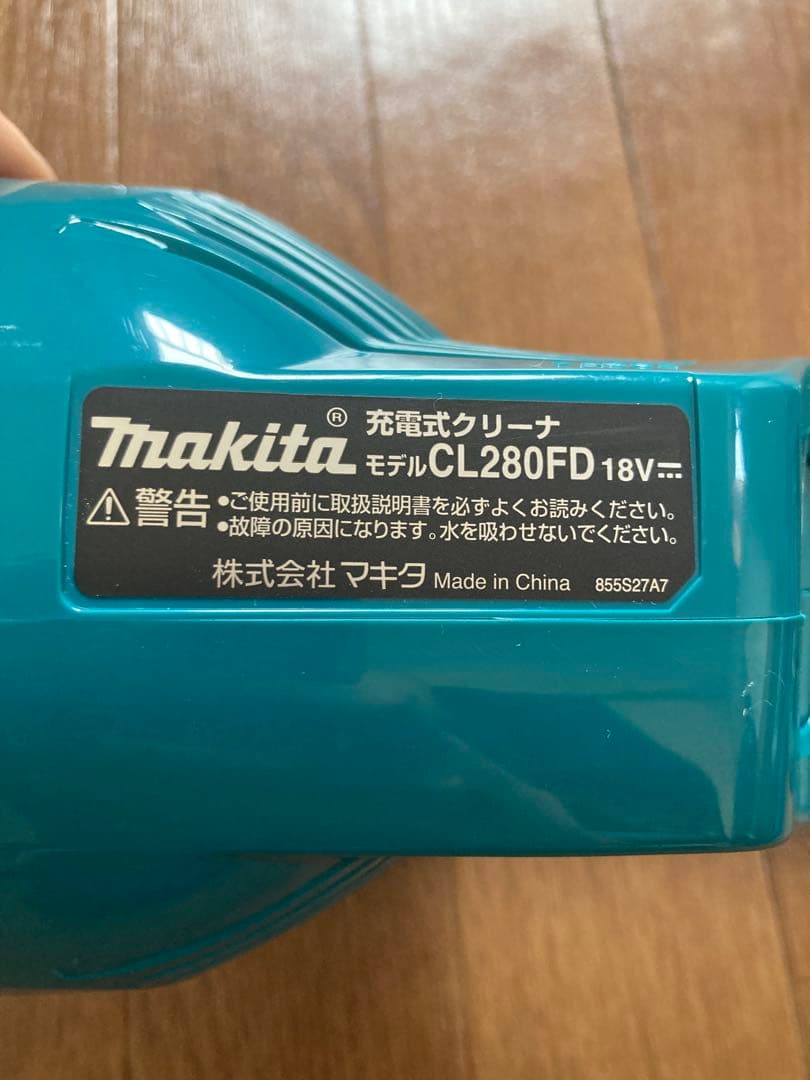 makita® 充電式クリーナ
モデルCL280FD 18V⎓
⚠警告 •ご使用前に取扱説明書を必ずよくお読みください。
•故障の原因になります。水を吸わせないでください。
株式会社マキタ Made in China 855S27A7